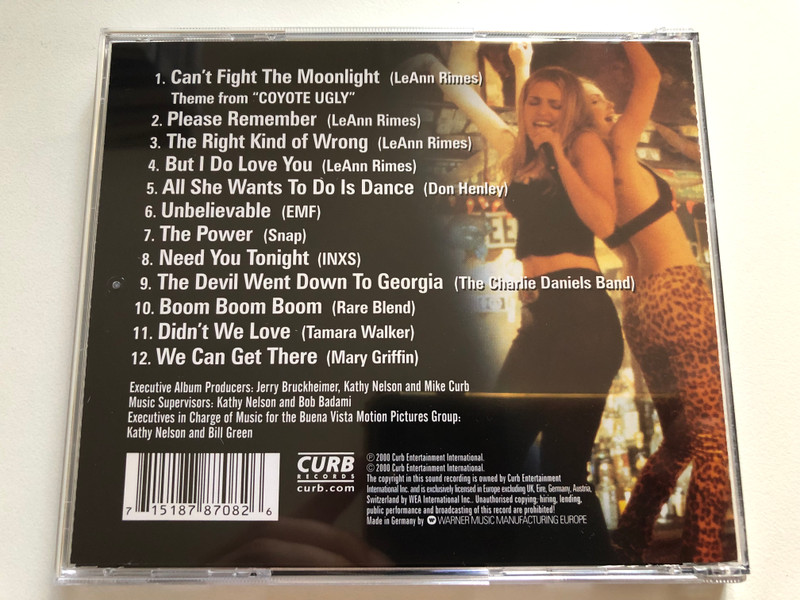 1. Can't Fight The Moonlight (LeAnn Rimes)
Theme from "COYOTE UGLY"
2. Please Remember (LeAnn Rimes)
3. The Right Kind of Wrong (LeAnn Rimes)
4. But I Do Love You (LeAnn Rimes)
5. All She Wants To Do Is Dance (Don Henley)
6. Unbelievable (EMF)
7. The Power (Snap)
8. Need You Tonight (INXS)
9. The Devil Went Down To Georgia (The Charlie Daniels Band)
10. Boom Boom Boom (Rare Blend)
11. Didn't We Love (Tamara Walker)
12. We Can Get There (Mary Griffin)
Executive Album Producers: Jerry Bruckheimer, Kathy Nelson and Mike Curb
Music Supervisors: Kathy Nelson and Bob Badami
Executives in Charge of Music for the Buena Vista Motion Pictures Group:
Kathy Nelson and Bill Green
7 15187 87082 6
CURB
RECORDS
curb.com
℗ 2000 Curb Entertainment International.
© 2000 Curb Entertainment International.
The copyright in this sound recording is owned by Curb Entertainment
International Inc. and is exclusively licensed in Europe excluding UK, Eire, Germany, Austria,
Switzerland by WEA International Inc.. Unauthorised copying, hiring, lending,
public performance and broadcasting of this record are prohibited!
Made in Germany by WARNER MUSIC MANUFACTURING EUROPE